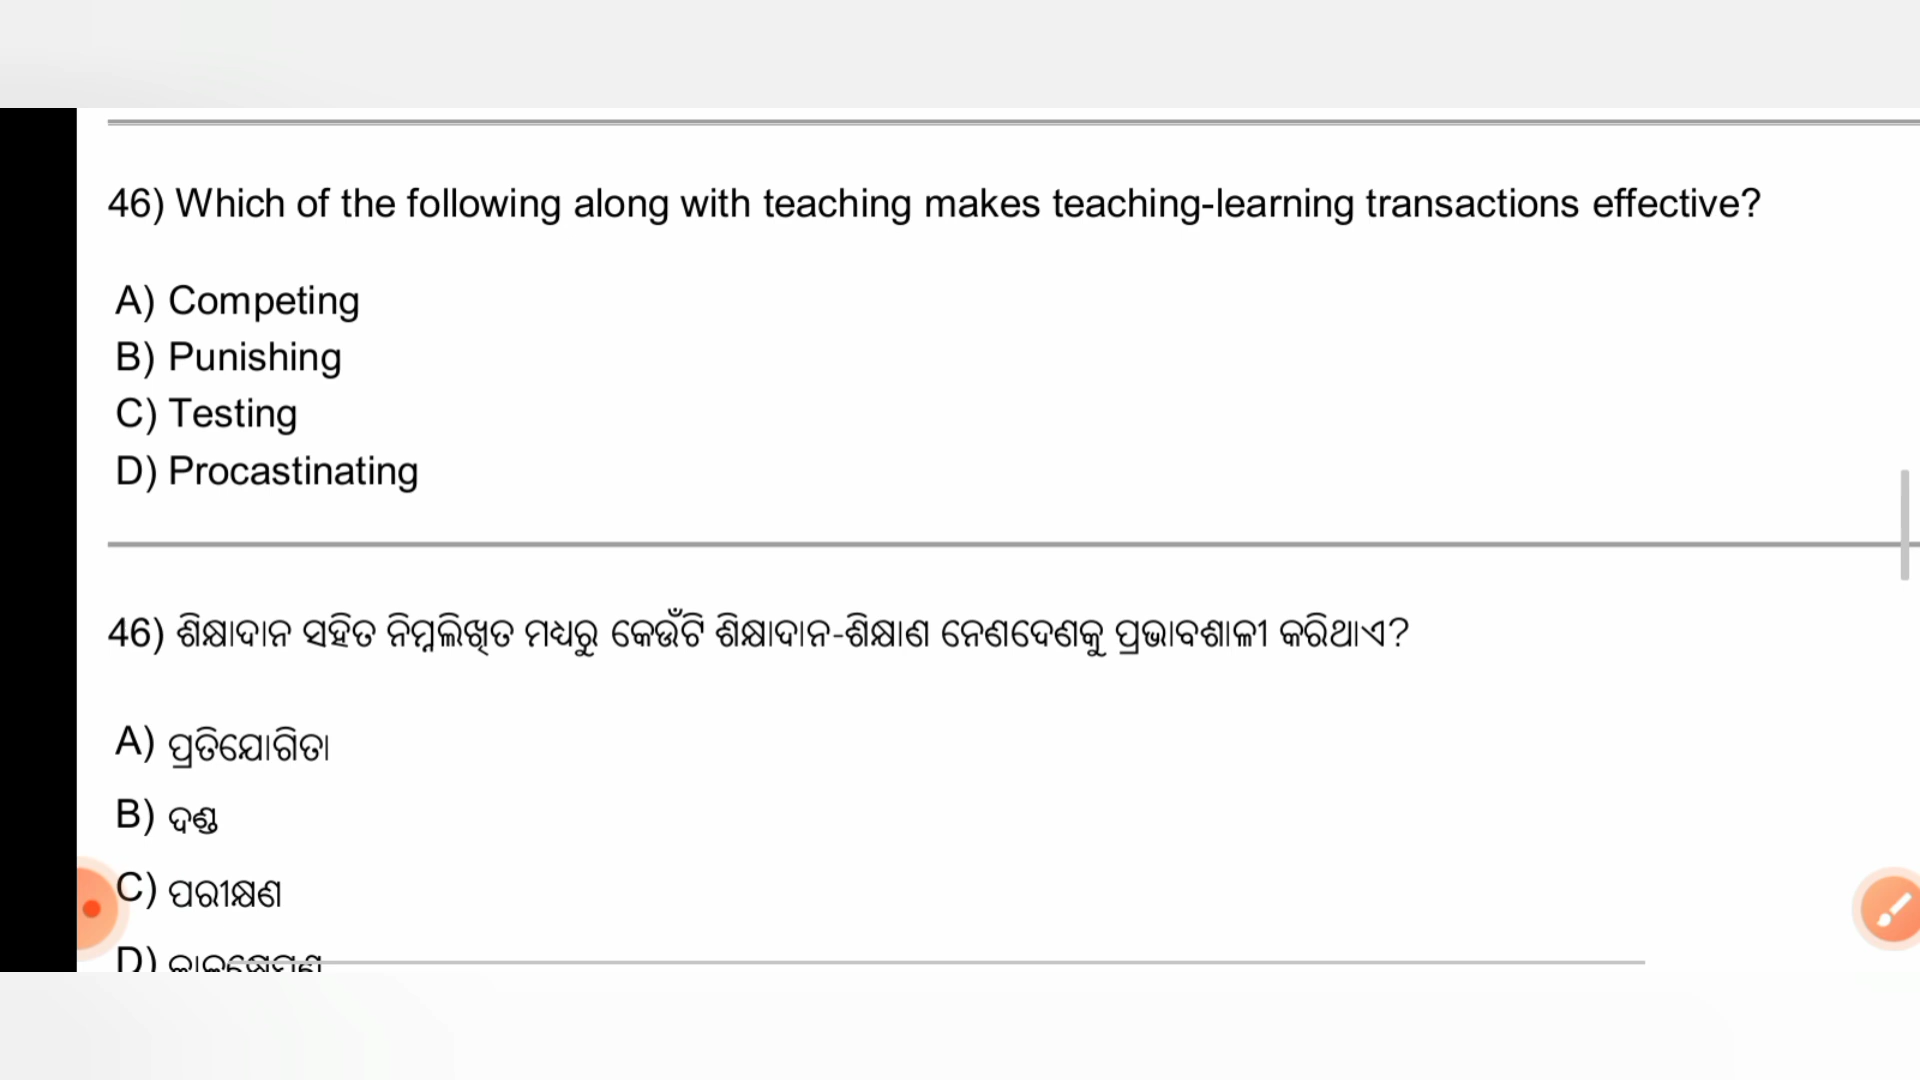 46) Which of the following along with teaching makes teaching-learning transactions effective?
A) Competing
B) Punishing
C) Testing
D) Procastinating
46) ଶିକ୍ଷାଦାନ ସହିତ ନିମ୍ନଲିଖିତ ମଧ୍ୟରୁ କେଉଁଟି ଶିକ୍ଷାଦାନ-ଶିକ୍ଷାଣ ନେଣଦେଣକୁ ପ୍ରଭାବଶାଳୀ କରିଥାଏ?
A) ପ୍ରତିଯୋଗିତା
B) ଦଣ୍ଡ
C) ପରୀକ୍ଷଣ
D)